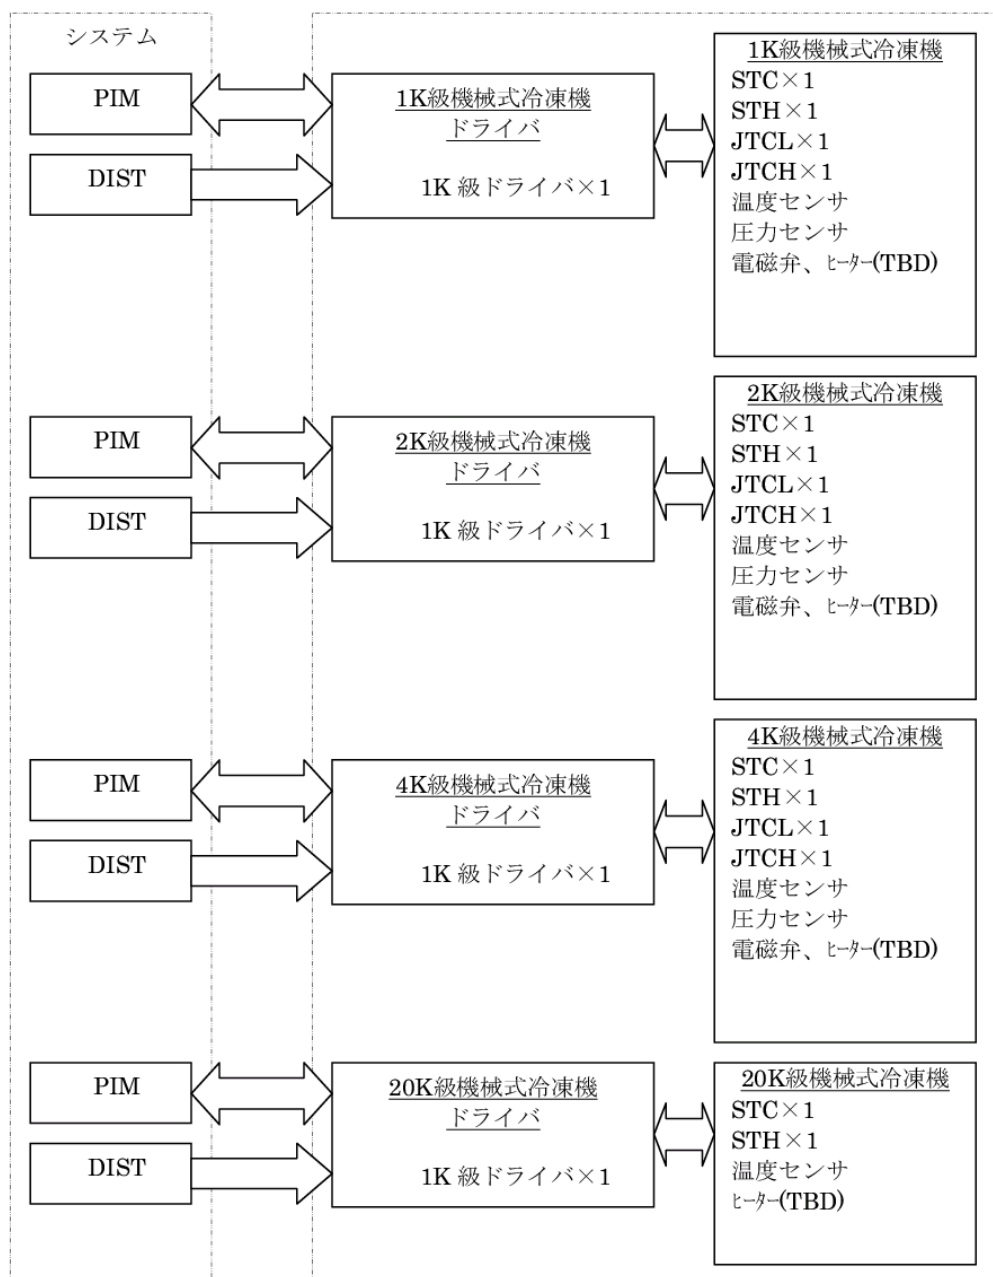 システム
PIM
DIST
1K級機械式冷凍機
ドライバ
1K 級ドライバ×1
1K級機械式冷凍機
STC×1
STH×1
JTCL×1
JTCH×1
温度センサ
圧力センサ
電磁弁、ﾋｰﾀｰ(TBD)
PIM
DIST
2K級機械式冷凍機
ドライバ
1K 級ドライバ×1
2K級機械式冷凍機
STC×1
STH×1
JTCL×1
JTCH×1
温度センサ
圧力センサ
電磁弁、ﾋｰﾀｰ(TBD)
PIM
DIST
4K級機械式冷凍機
ドライバ
1K 級ドライバ×1
4K級機械式冷凍機
STC×1
STH×1
JTCL×1
JTCH×1
温度センサ
圧力センサ
電磁弁、ﾋｰﾀｰ(TBD)
PIM
DIST
20K級機械式冷凍機
ドライバ
1K 級ドライバ×1
20K級機械式冷凍機
STC×1
STH×1
温度センサ
ﾋｰﾀｰ(TBD)